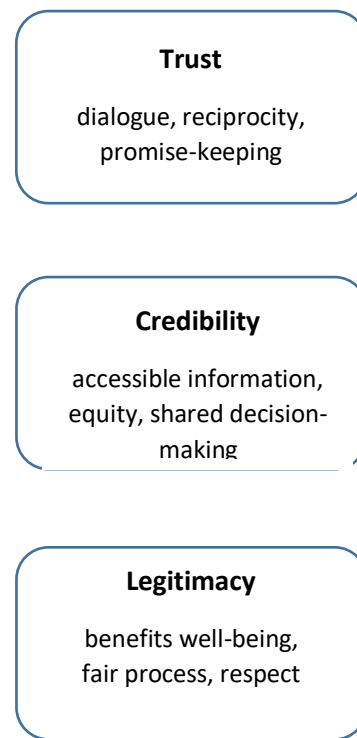 Trust
dialogue, reciprocity,
promise-keeping
Credibility
accessible information,
equity, shared decision-
making
Legitimacy
benefits well-being,
fair process, respect